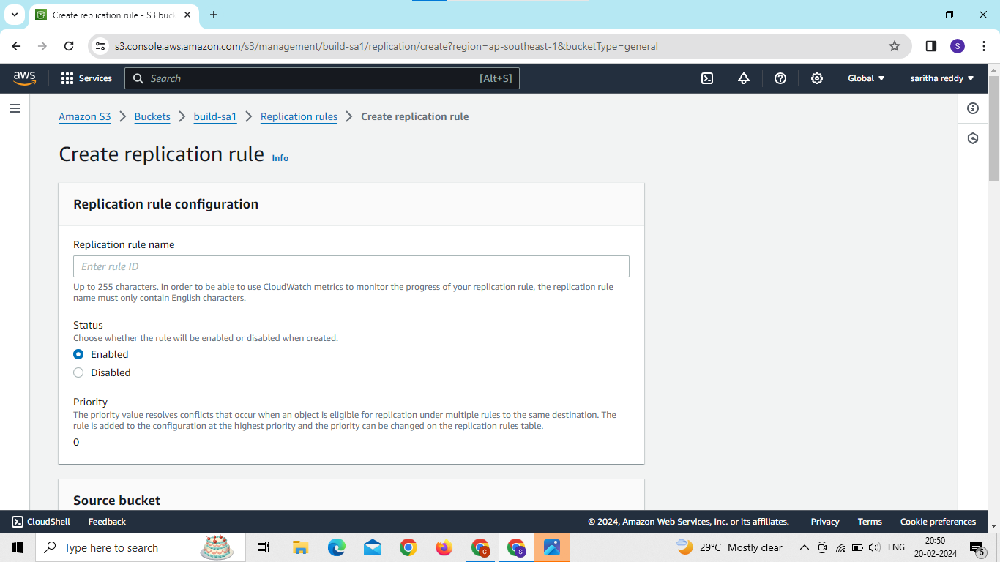 Create replication rule - S3 buc
s3.console.aws.amazon.com/s3/management/build-sa1/replication/create?region=ap-southeast-1&bucketType=general
S
aws
Services
Search
[Alt+S]
Global
saritha reddy
Amazon S3
Buckets
build-sa1
Replication rules
Create replication rule
Create replication rule
Info
Replication rule configuration
Replication rule name
Enter rule ID
Up to 255 characters. In order to be able to use CloudWatch metrics to monitor the progress of your replication rule, the replication rule
name must only contain English characters.
Status
Choose whether the rule will be enabled or disabled when created.
Enabled
Disabled
Priority
The priority value resolves conflicts that occur when an object is eligible for replication under multiple rules to the same destination. The
rule is added to the configuration at the highest priority and the priority can be changed on the replication rules table.
0
Source bucket
CloudShell
Feedback
© 2024, Amazon Web Services, Inc. or its affiliates.
Privacy
Terms
Cookie preferences
Type here to search
C
S
29°C Mostly clear
ENG
20:50
20-02-2024
6